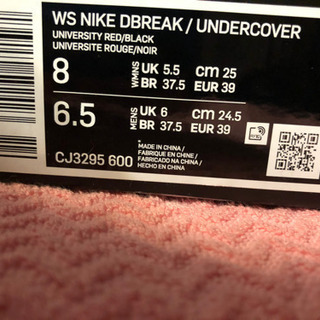 WS NIKE DBREAK / UNDERCOVER
UNIVERSITY RED/BLACK
UNIVERSITE ROUGE/NOIR
8 WMNS UK 5.5 cm 25
BR 37.5 EUR 39
6.5 MENS UK 6 cm 24.5
BR 37.5 EUR 39
CJ3295 600
1
MADE IN CHINA /
FABRIQUE EN CHINE /
FABRICADO NA CHINA /
HECHO EN CHINA